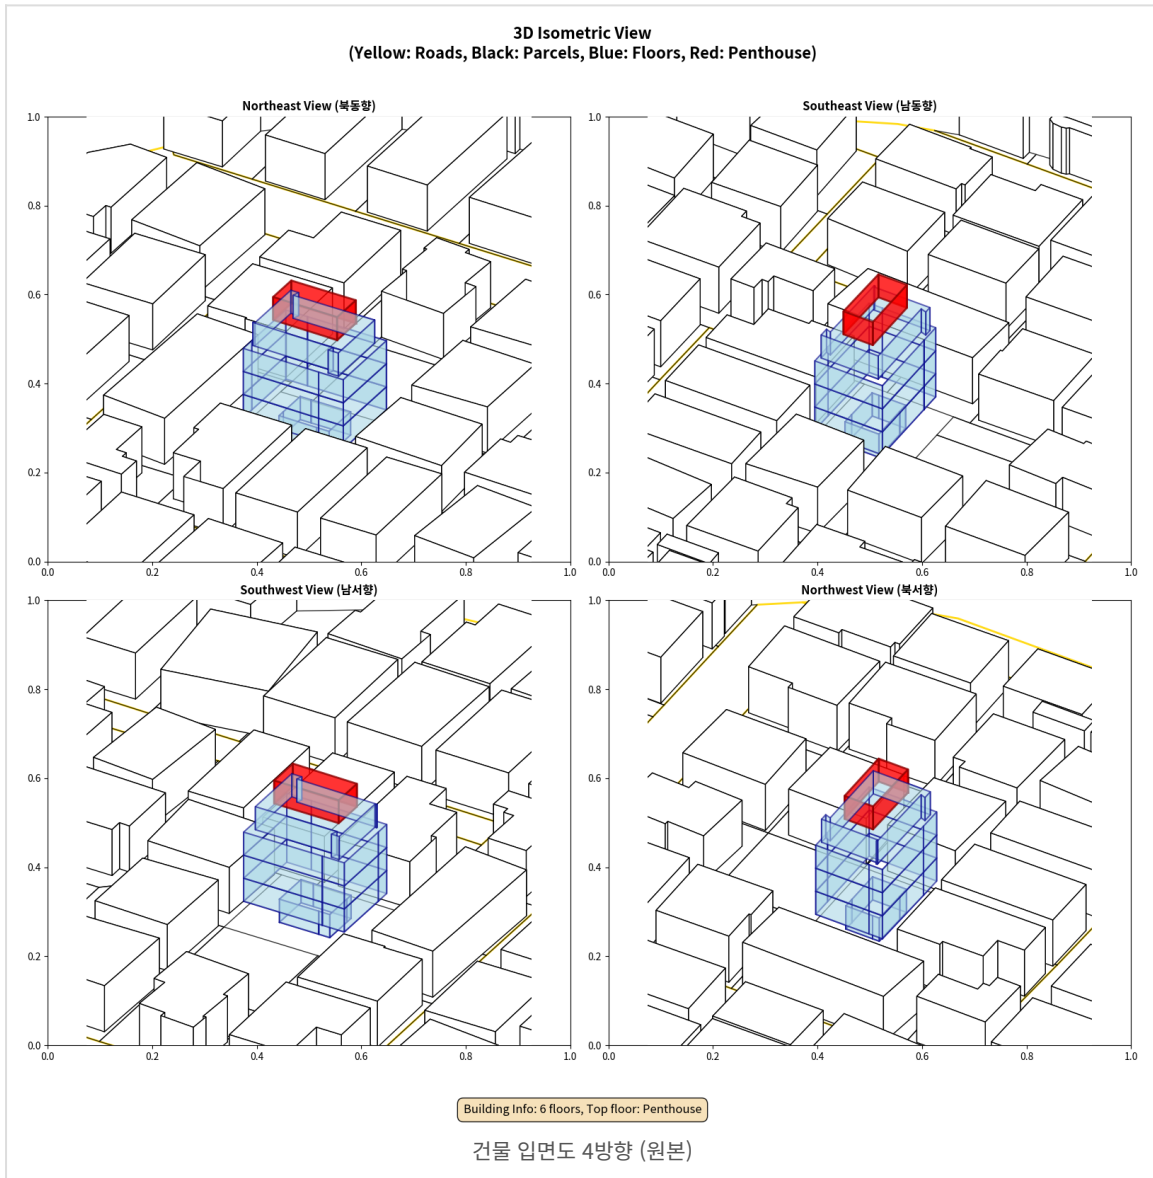 3D Isometric View
(Yellow: Roads, Black: Parcels, Blue: Floors, Red: Penthouse)
Northeast View (북동향)
1.0
0.8
0.6
0.4
0.2
0.0
0.0 0.2 0.4 0.6 0.8 1.0
Southeast View (남동향)
1.0
0.8
0.6
0.4
0.2
0.0
0.0 0.2 0.4 0.6 0.8 1.0
Southwest View (남서향)
1.0
0.8
0.6
0.4
0.2
0.0
0.0 0.2 0.4 0.6 0.8 1.0
Northwest View (북서향)
1.0
0.8
0.6
0.4
0.2
0.0
0.0 0.2 0.4 0.6 0.8 1.0
Building Info: 6 floors, Top floor: Penthouse
건물 입면도 4방향 (원본)